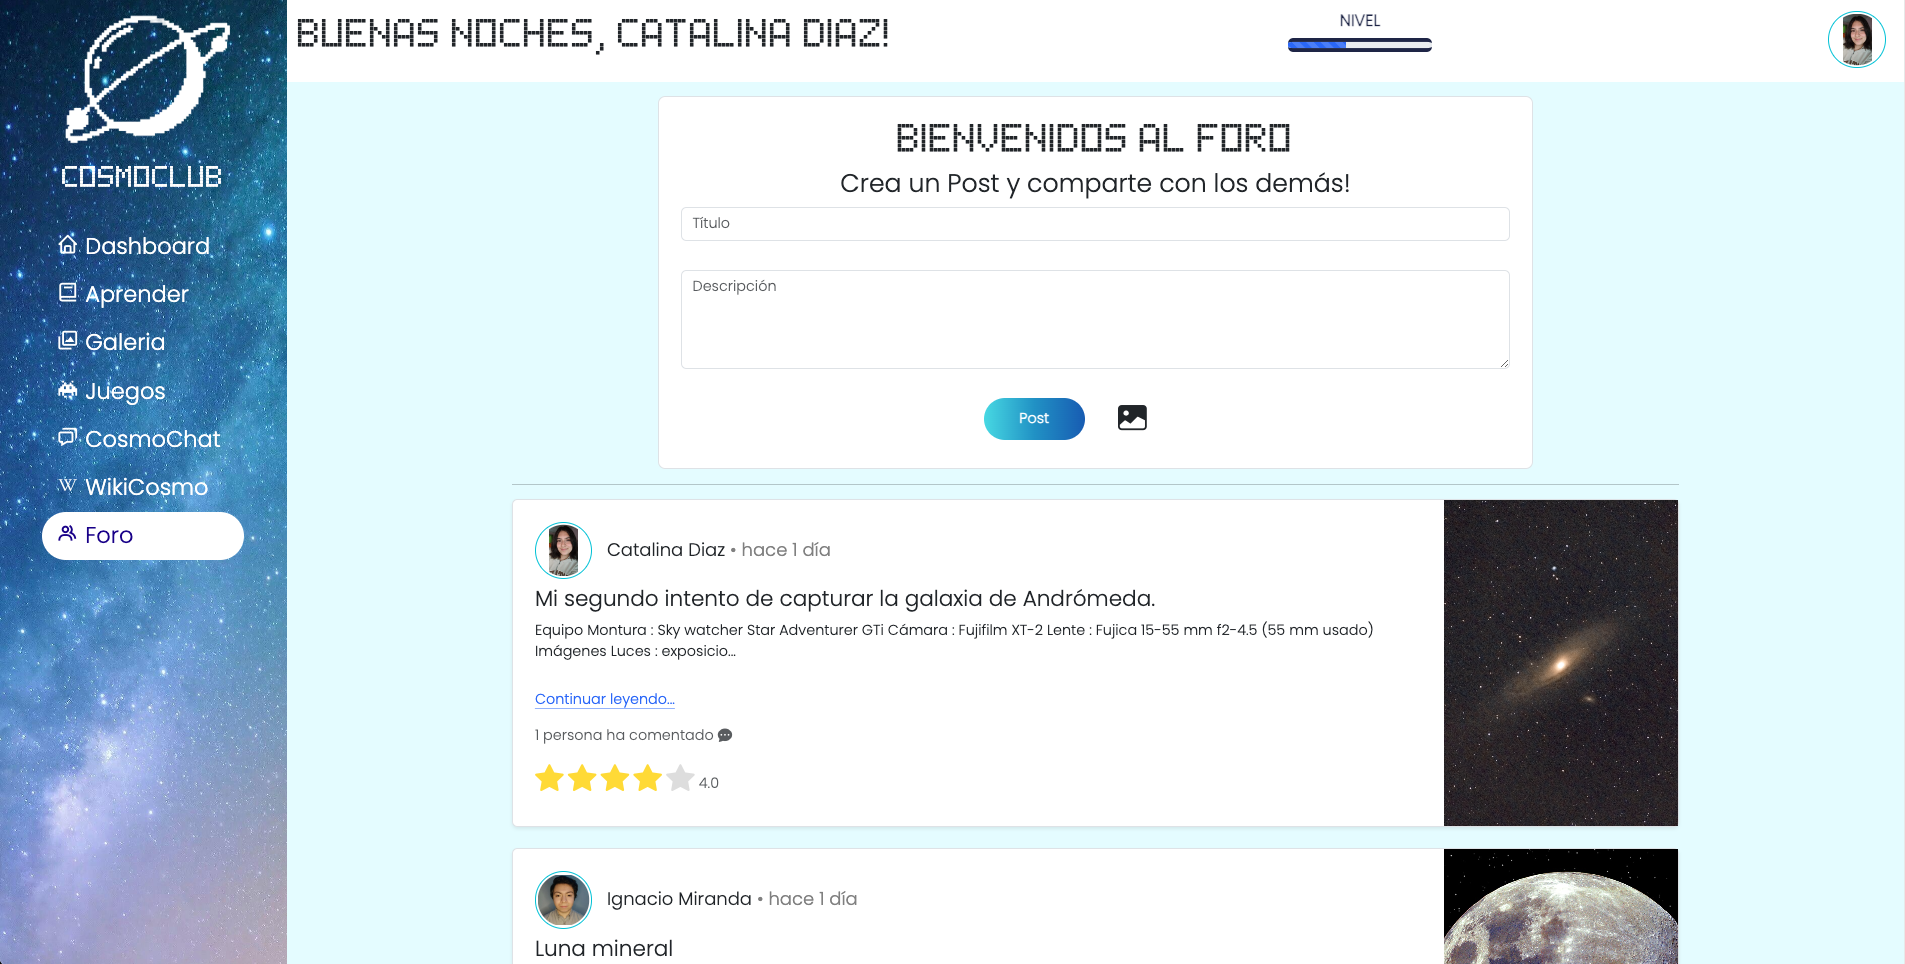 COSMOCLUB
Dashboard
Aprender
Galeria
Juegos
CosmoChat
WikiCosmo
Foro
BUENAS NOCHES, CATALINA DIAZ!
NIVEL
BIENVENIDOS AL FORO
Crea un Post y comparte con los demás!
Título
Descripción
Post
Catalina Diaz • hace 1 día
Mi segundo intento de capturar la galaxia de Andrómeda.
Equipo Montura : Sky watcher Star Adventurer GTi Cámara : Fujifilm XT-2 Lente : Fujica 15-55 mm f2-4.5 (55 mm usado)
Imágenes Luces : exposicio...
Continuar leyendo...
1 persona ha comentado
4.0
Ignacio Miranda • hace 1 día
Luna mineral